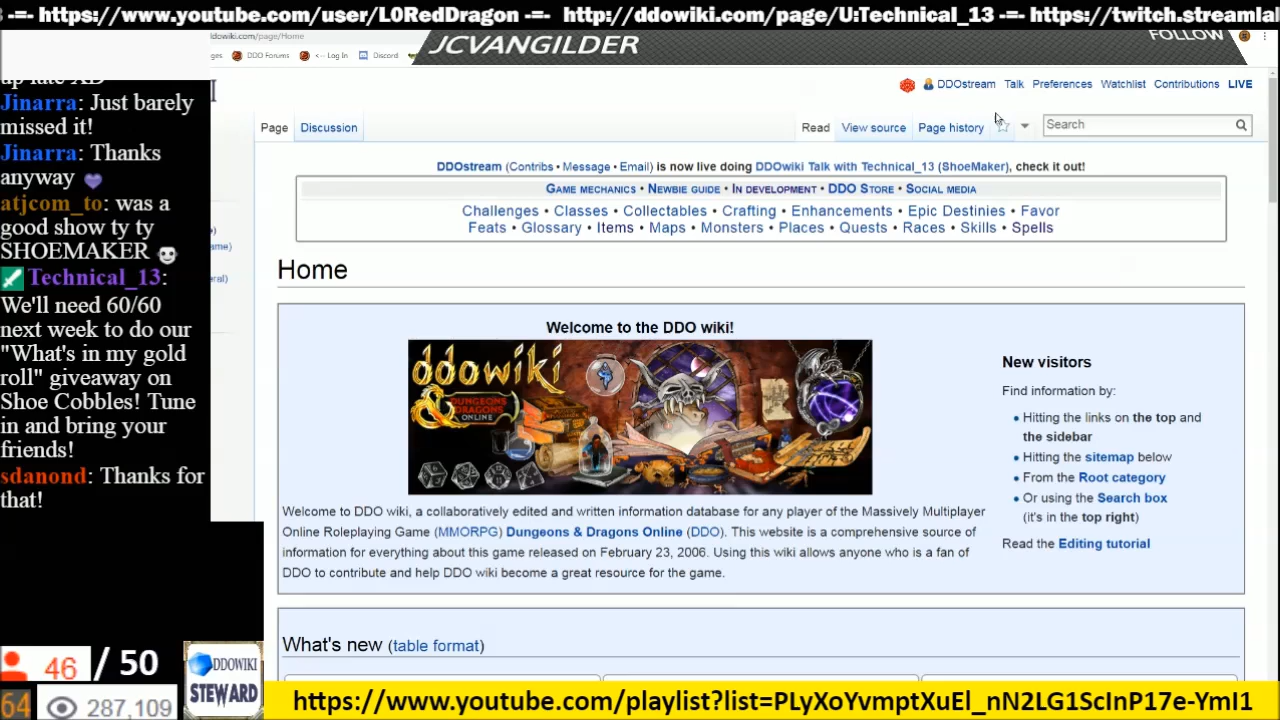 -=- https://www.youtube.com/user/L0RedDragon -=- http://ddowiki.com/page/U:Technical_13 -=- https://twitch.streamla
ddowiki.com/page/Home
JCVANGILDER
FOLLOW
DDO Forums
<-- Log In
Discord
up late XD
Jinarra: Just barely
missed it!
Jinarra: Thanks
anyway
atjcom_to: was a
good show ty ty
SHOEMAKER
Technical_13:
We'll need 60/60
next week to do our
"What's in my gold
roll" giveaway on
Shoe Cobbles! Tune
in and bring your
friends!
sdanond: Thanks for
that!
DDOstream Talk Preferences Watchlist Contributions LIVE
Page Discussion
Read View source Page history
Search
DDOstream (Contribs • Message • Email) is now live doing DDOwiki Talk with Technical_13 (ShoeMaker), check it out!
Game mechanics • Newbie guide • In development • DDO Store • Social media
Challenges • Classes • Collectables • Crafting • Enhancements • Epic Destinies • Favor
Feats • Glossary • Items • Maps • Monsters • Places • Quests • Races • Skills • Spells
Home
Welcome to the DDO wiki!
ddowiki
DUNGEONS
DRAGONS
ONLINE
Welcome to DDO wiki, a collaboratively edited and written information database for any player of the Massively Multiplayer
Online Roleplaying Game (MMORPG) Dungeons & Dragons Online (DDO). This website is a comprehensive source of
information for everything about this game released on February 23, 2006. Using this wiki allows anyone who is a fan of
DDO to contribute and help DDO wiki become a great resource for the game.
New visitors
Find information by:
• Hitting the links on the top and
the sidebar
• Hitting the sitemap below
• From the Root category
• Or using the Search box
(it's in the top right)
Read the Editing tutorial
What's new (table format)
46 / 50
64
287,109
DDOWIKI
STEWARD
https://www.youtube.com/playlist?list=PLyXoYvmptXuEl_nN2LG1ScInP17e-YmI1